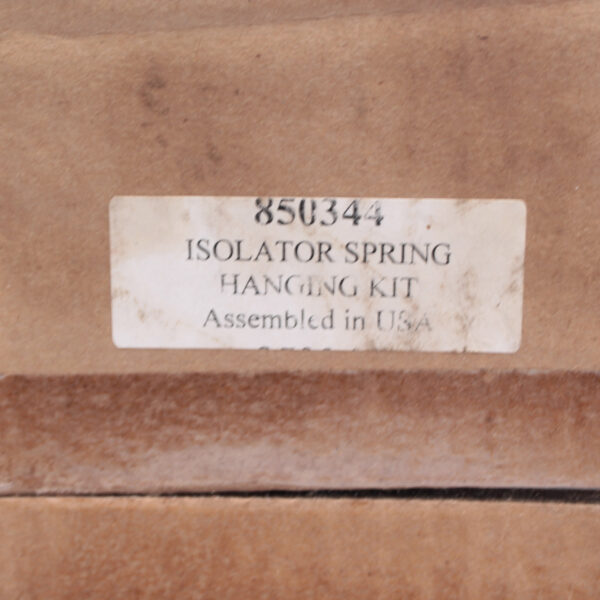 850344
ISOLATOR SPRING
HANGING KIT
Assembled in USA